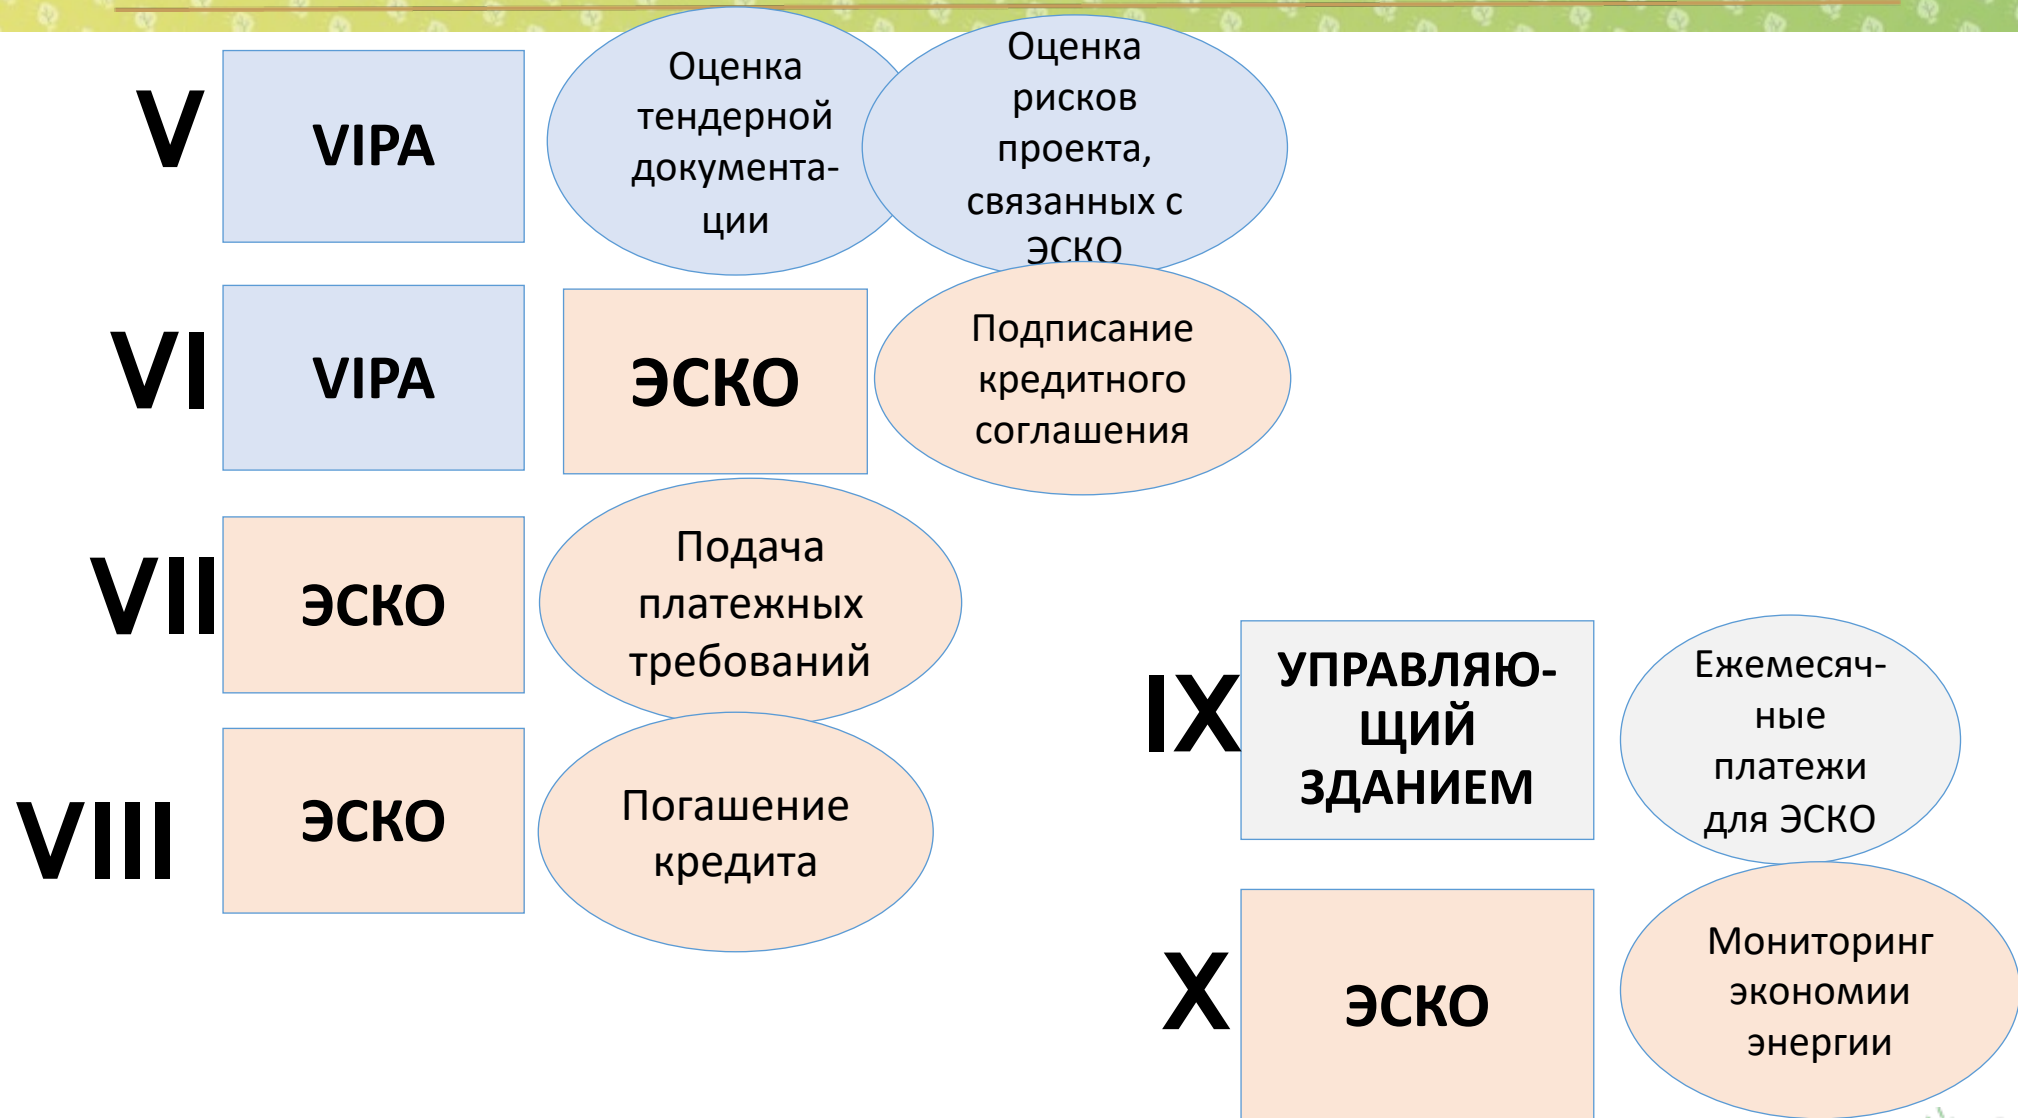 V
VIPA
Оценка
тендерной
документа-
ции
Оценка
рисков
проекта,
связанных с
ЭСКО
VI
VIPA
ЭСКО
Подписание
кредитного
соглашения
VII
ЭСКО
Подача
платежных
требований
VIII
ЭСКО
Погашение
кредита
IX
УПРАВЛЯЮ-
ЩИЙ
ЗДАНИЕМ
Ежемесяч-
ные
платежи
для ЭСКО
X
ЭСКО
Мониторинг
экономии
энергии